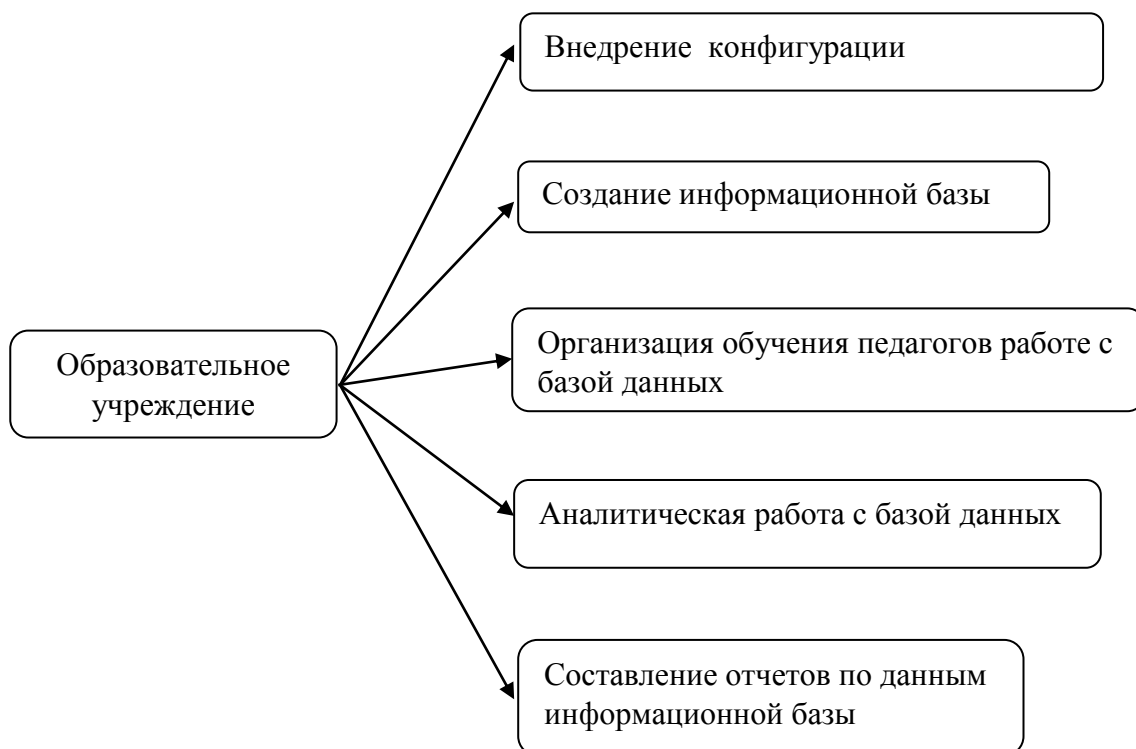 Внедрение конфигурации
Создание информационной базы
Организация обучения педагогов работе с
базой данных
Образовательное
учреждение
Аналитическая работа с базой данных
Составление отчетов по данным
информационной базы